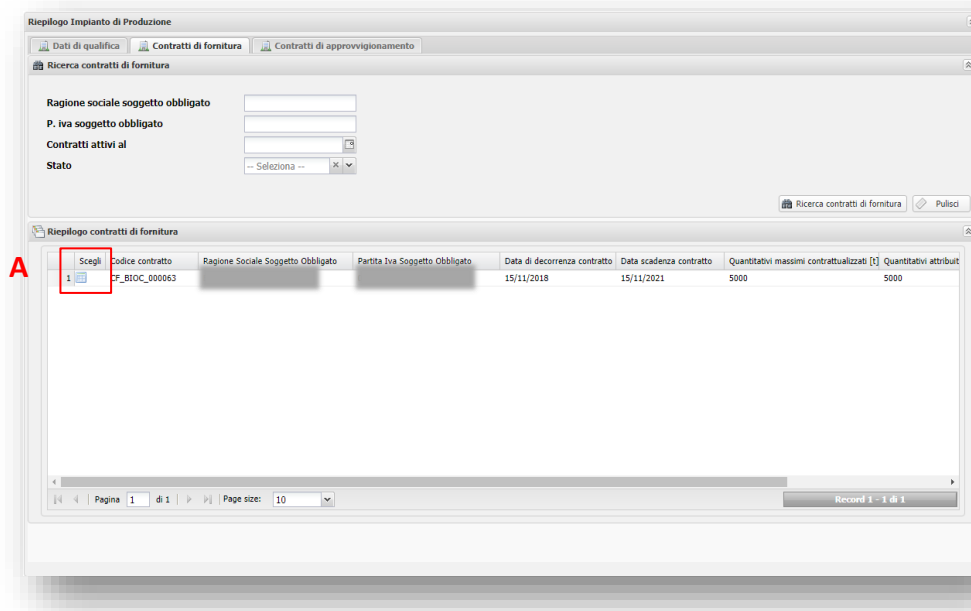 Riepilogo Impianto di Produzione
Dati di qualifica Contratti di fornitura Contratti di approvvigionamento
Ricerca contratti di fornitura
Ragione sociale soggetto obbligato
P. iva soggetto obbligato
Contratti attivi al
Stato -- Seleziona --
Ricerca contratti di fornitura Pulisci
Riepilogo contratti di fornitura
A
Scegli Codice contratto Ragione Sociale Soggetto Obbligato Partita Iva Soggetto Obbligato Data di decorrenza contratto Data scadenza contratto Quantitativi massimi contrattualizzati [t] Quantitativi attribuit
1 CF_BIOC_000063 15/11/2018 15/11/2021 5000 5000
Pagina 1 di 1 Page size: 10 Record 1 - 1 di 1